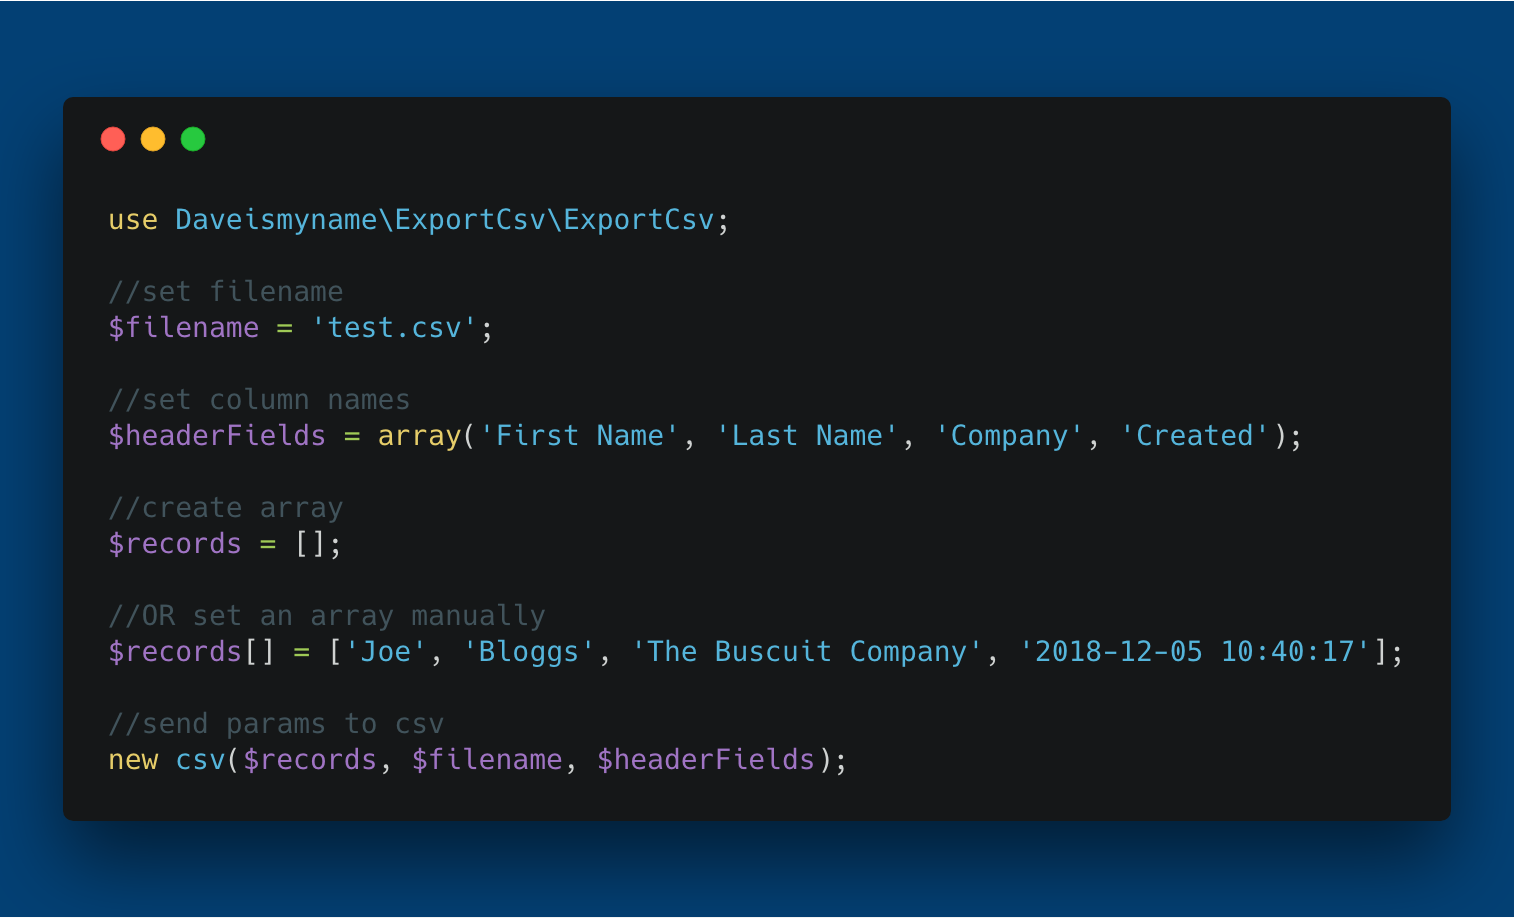 use Daveismyname\ExportCsv\ExportCsv;
//set filename
$filename = 'test.csv';
//set column names
$headerFields = array('First Name', 'Last Name', 'Company', 'Created');
//create array
$records = [];
//OR set an array manually
$records[] = ['Joe', 'Bloggs', 'The Buscuit Company', '2018-12-05 10:40:17'];
//send params to csv
new csv($records, $filename, $headerFields);